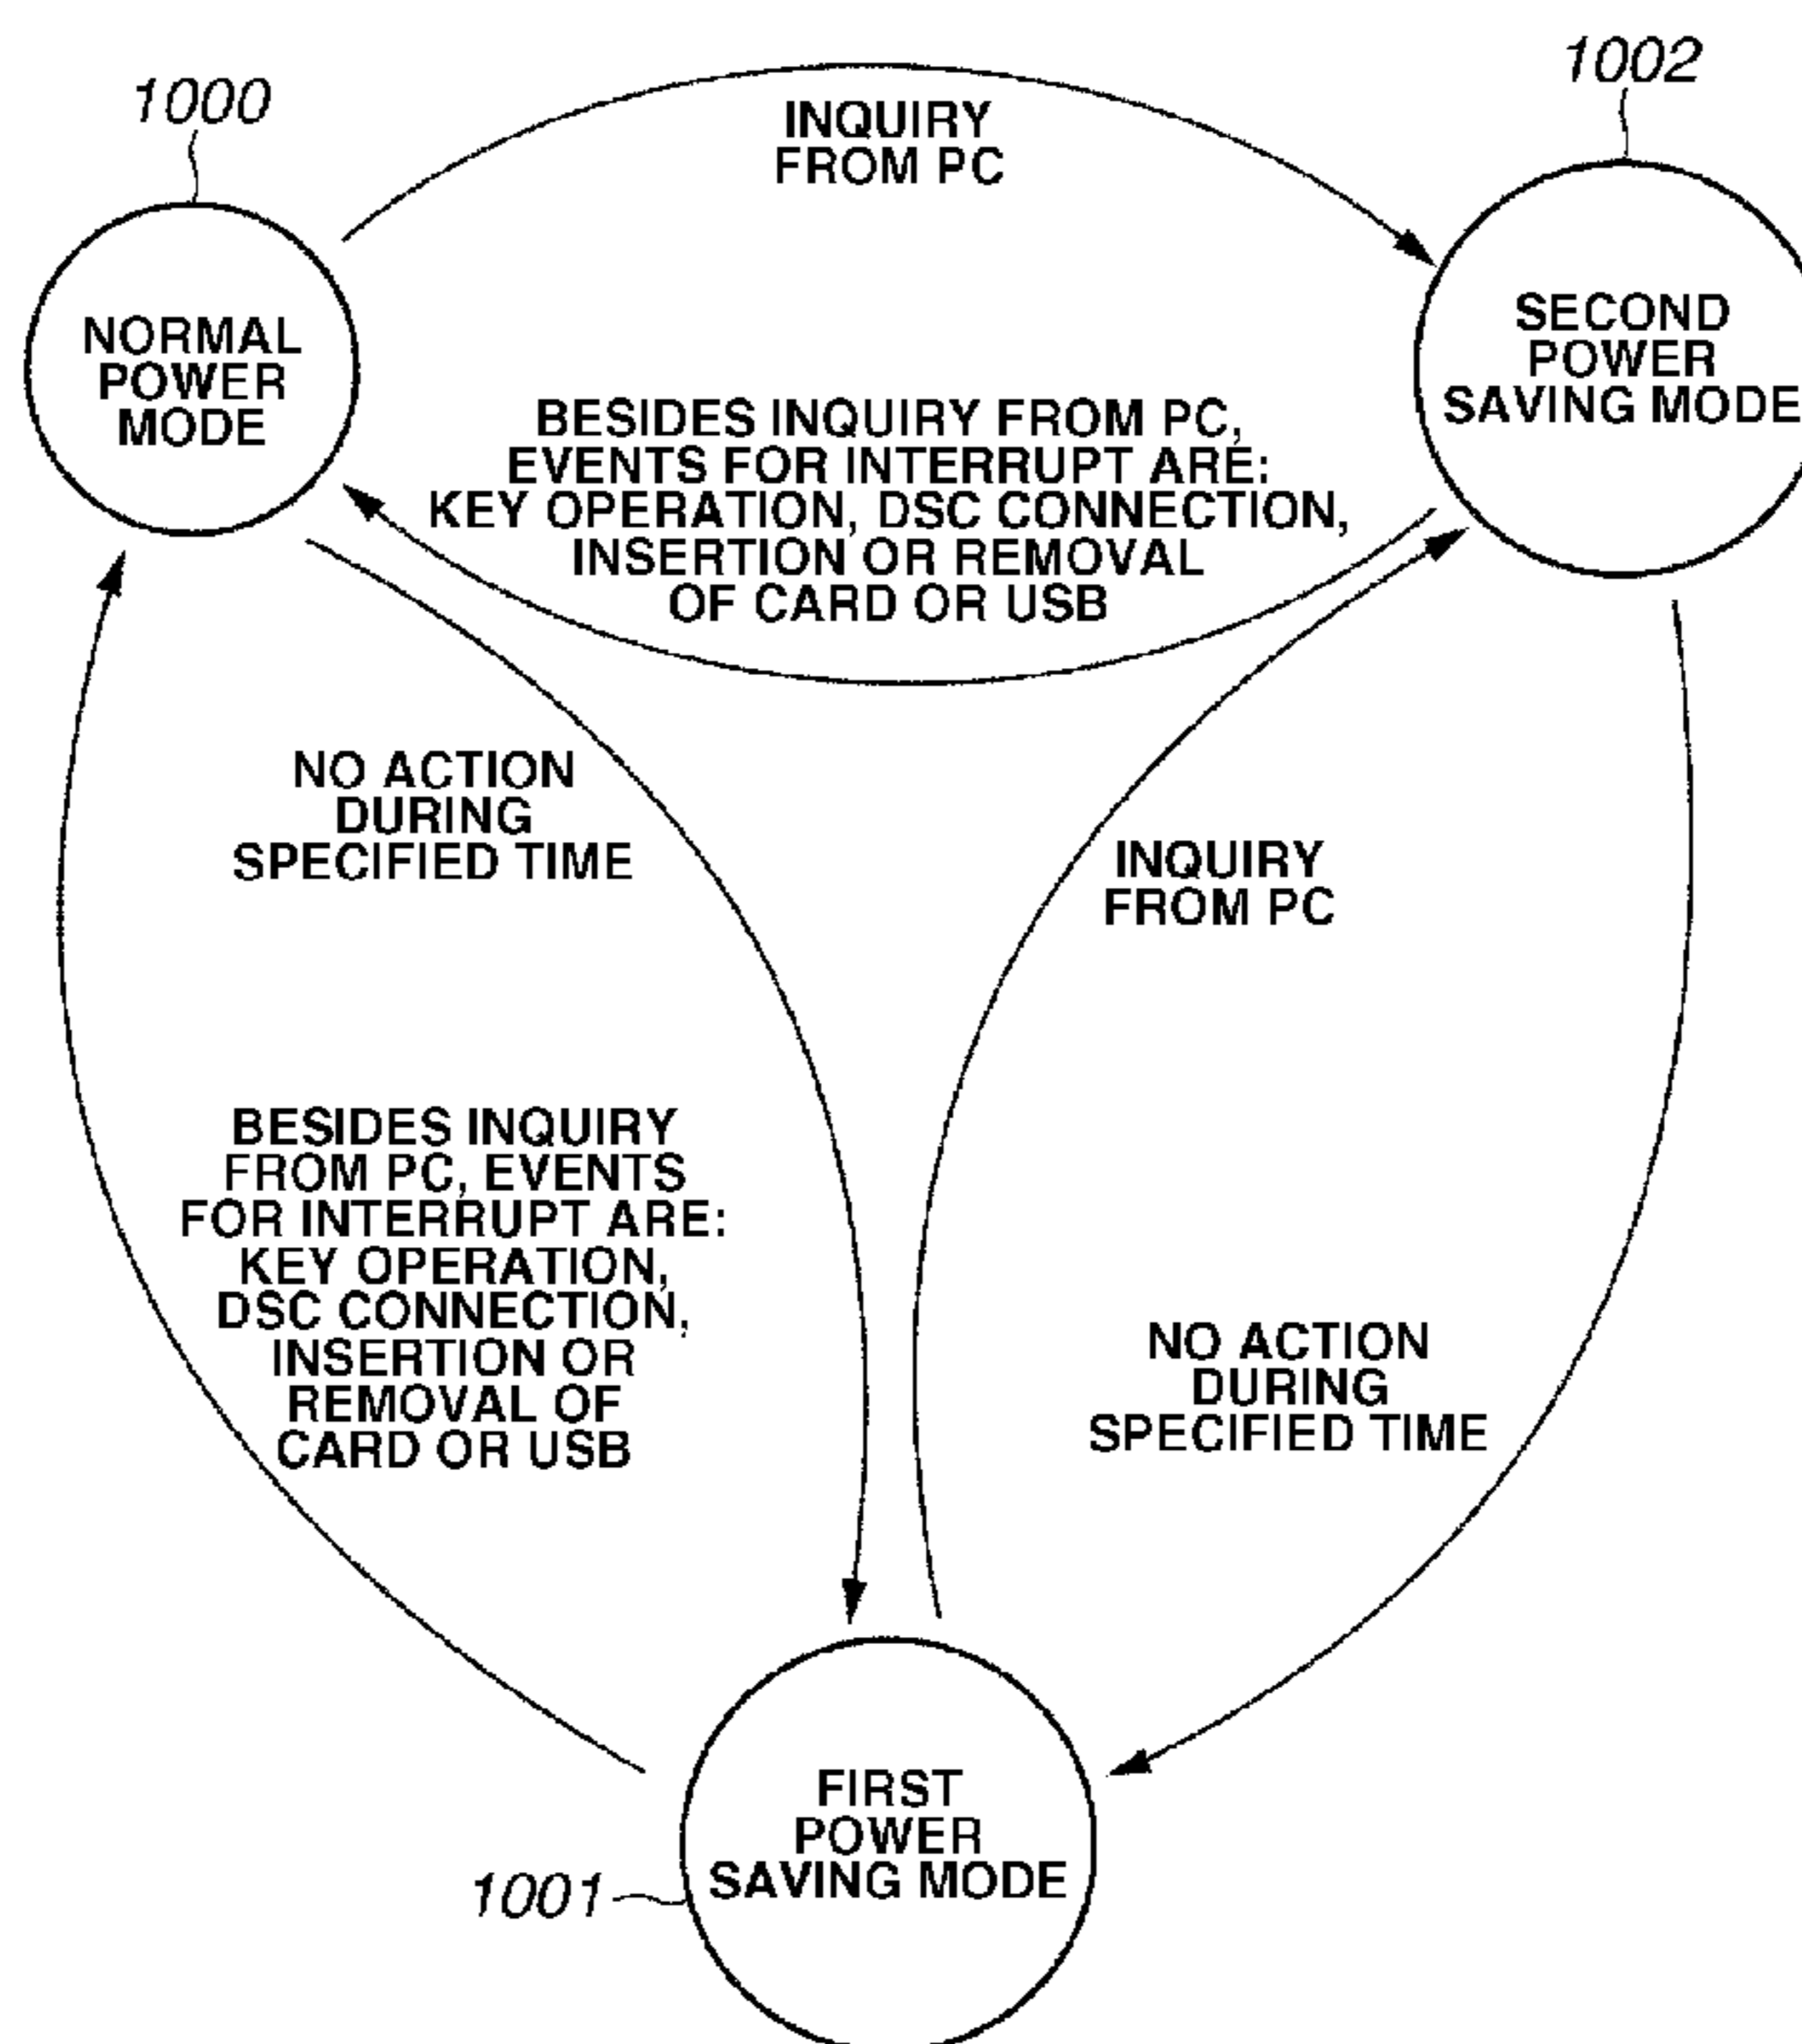 1000
1002
INQUIRY
FROM PC
NORMAL
POWER
MODE
SECOND
POWER
SAVING MODE
BESIDES INQUIRY FROM PC,
EVENTS FOR INTERRUPT ARE:
KEY OPERATION, DSC CONNECTION,
INSERTION OR REMOVAL
OF CARD OR USB
NO ACTION
DURING
SPECIFIED TIME
INQUIRY
FROM PC
BESIDES INQUIRY
FROM PC, EVENTS
FOR INTERRUPT ARE:
KEY OPERATION,
DSC CONNECTION,
INSERTION OR
REMOVAL OF
CARD OR USB
NO ACTION
DURING
SPECIFIED TIME
FIRST
POWER
SAVING MODE
1001